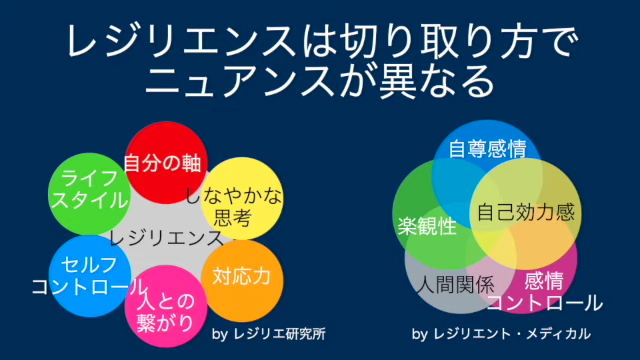 レジリエンスは切り取り方で
ニュアンスが異なる
自分の軸
ライフ
スタイル
しなやかな
思考
レジリエンス
セルフ
コントロール
対応力
人との
繋がり
by レジリエ研究所
自尊感情
楽観性
自己効力感
人間関係
感情
コントロール
by レジリエント・メディカル